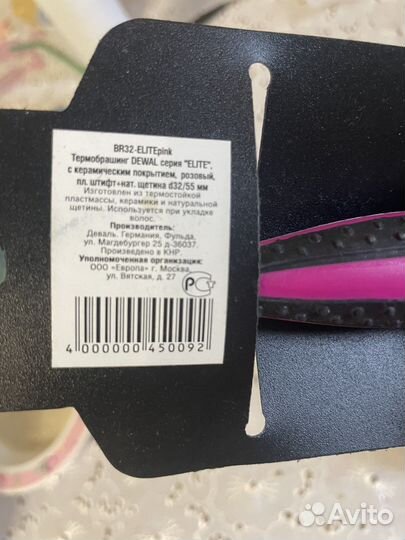 BR32-ELITEpink
Термобрашинг DEWAL серия "ELITE",
с керамическим покрытием, розовый,
пл. штифт+нат. щетина d32/55 мм
Изготовлен из термостойкой
пластмассы, керамики и натуральной
щетины. Используется при укладке
волос.
Производитель:
Деваль. Германия, Фульда,
ул. Магдебургер 25 д-36037.
Произведено в КНР
Уполномоченная организация:
ООО «Европа» г. Москва,
ул. Вятская, д. 27
РСТ
4 000000 450092
Avito